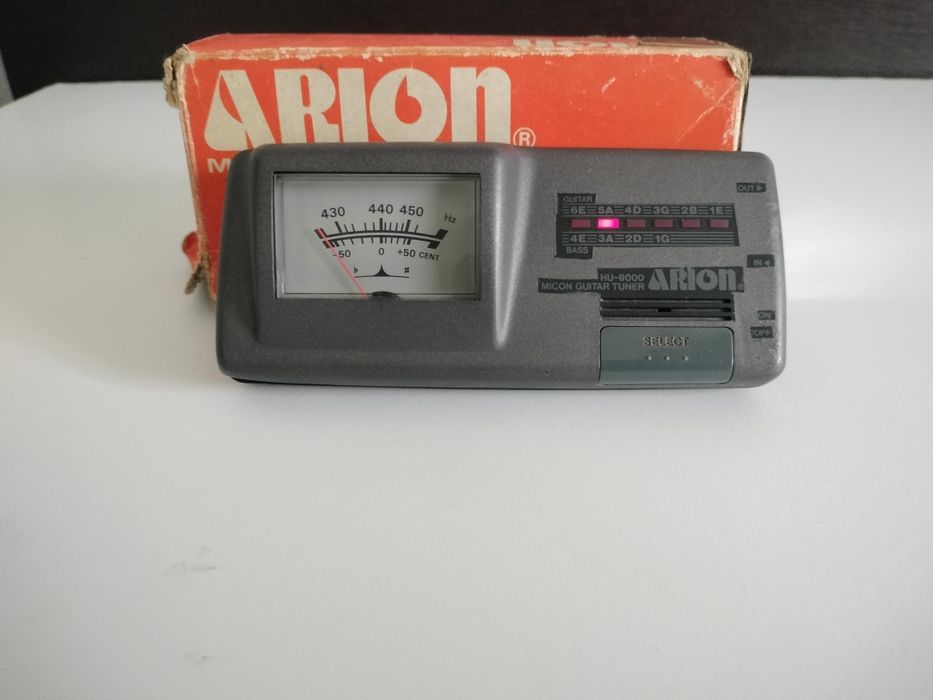 ARION®
M
430 440 450 Hz
-50 0 +50 CENT
♭ #
GUITAR
6E 5A 4D 3G 2B 1E
4E 3A 2D 1G
BASS
HU-9000
MICON GUITAR TUNER ARION®
SELECT
OUT ▶
IN ◀
ON
OFF